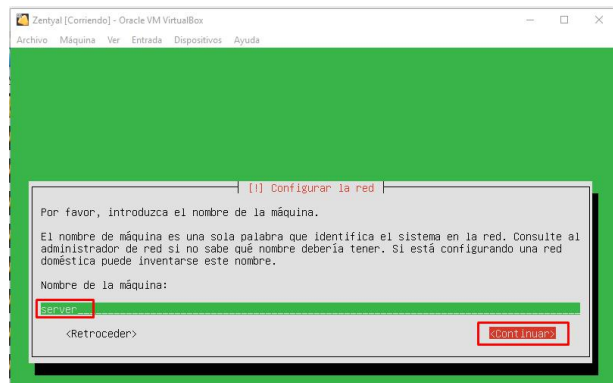 Zentyal [Corriendo] - Oracle VM VirtualBox
Archivo Máquina Ver Entrada Dispositivos Ayuda
[!] Configurar la red
Por favor, introduzca el nombre de la máquina.
El nombre de máquina es una sola palabra que identifica el sistema en la red. Consulte al
administrador de red si no sabe qué nombre debería tener. Si está configurando una red
doméstica puede inventarse este nombre.
Nombre de la máquina:
server
<Retroceder> <Continuar>